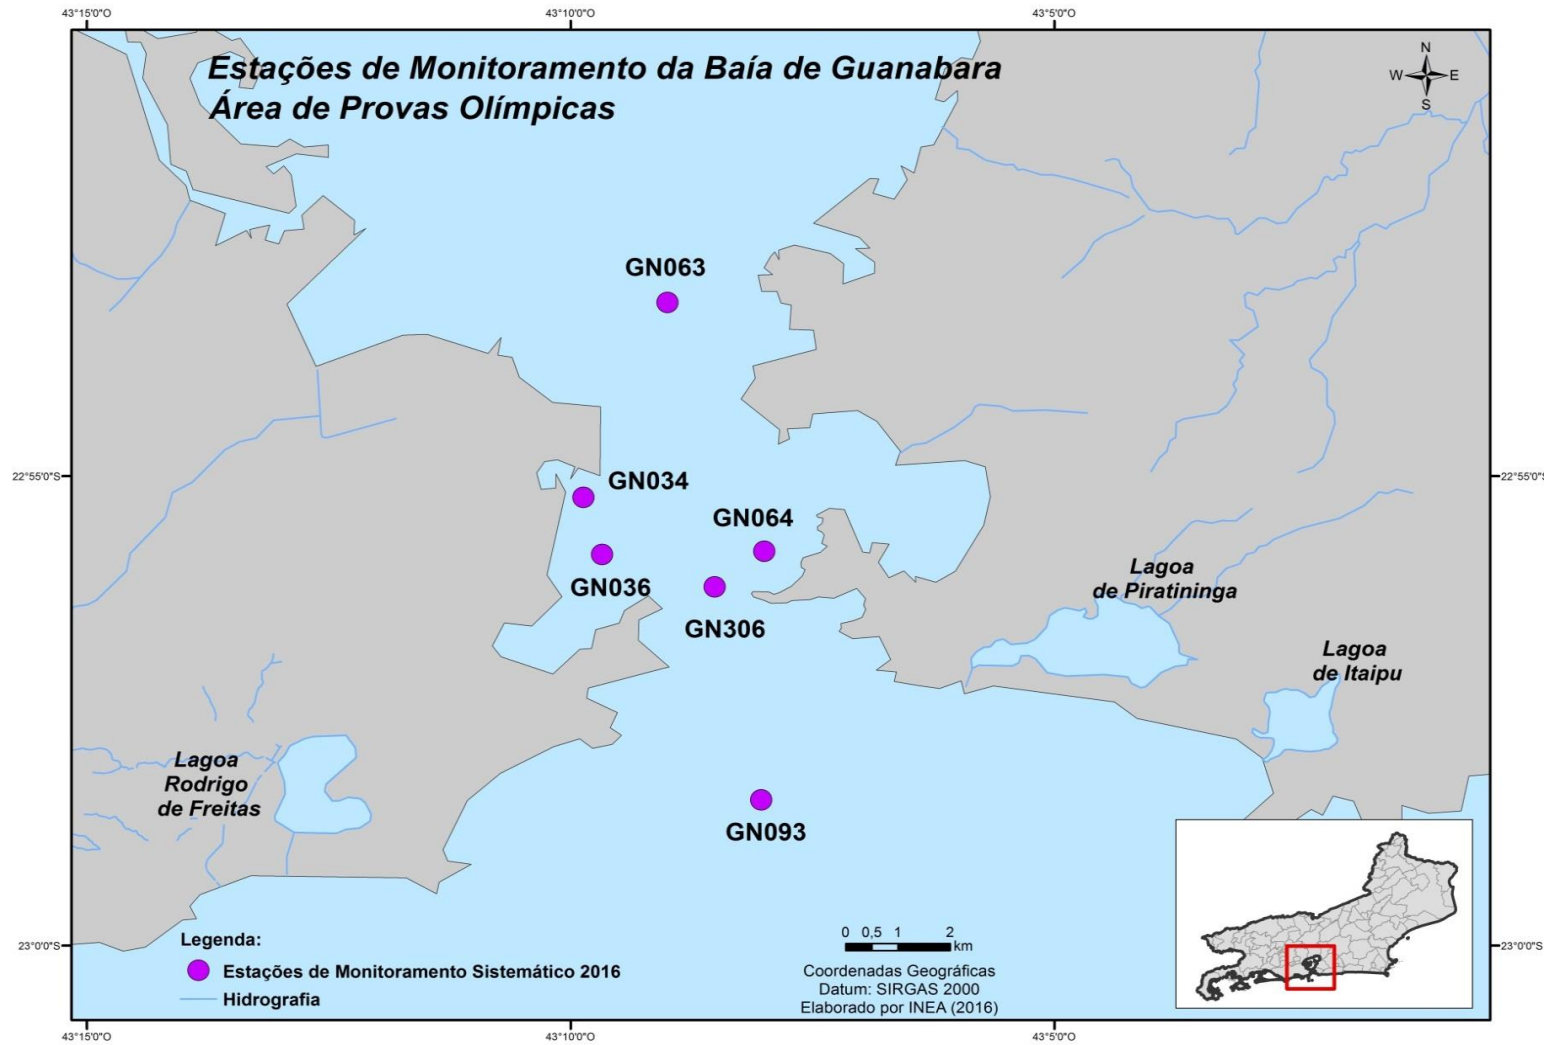 43°15'0"O
43°10'0"O
43°5'0"O
Estações de Monitoramento da Baía de Guanabara
Área de Provas Olímpicas
N
W E
S
GN063
22°55'0"S
22°55'0"S
GN034
GN064
GN036
GN306
Lagoa
de Piratininga
Lagoa
de Itaipu
Lagoa
Rodrigo
de Freitas
GN093
23°0'0"S
23°0'0"S
Legenda:
Estações de Monitoramento Sistemático 2016
Hidrografia
0 0,5 1 2
km
Coordenadas Geográficas
Datum: SIRGAS 2000
Elaborado por INEA (2016)
43°15'0"O
43°10'0"O
43°5'0"O